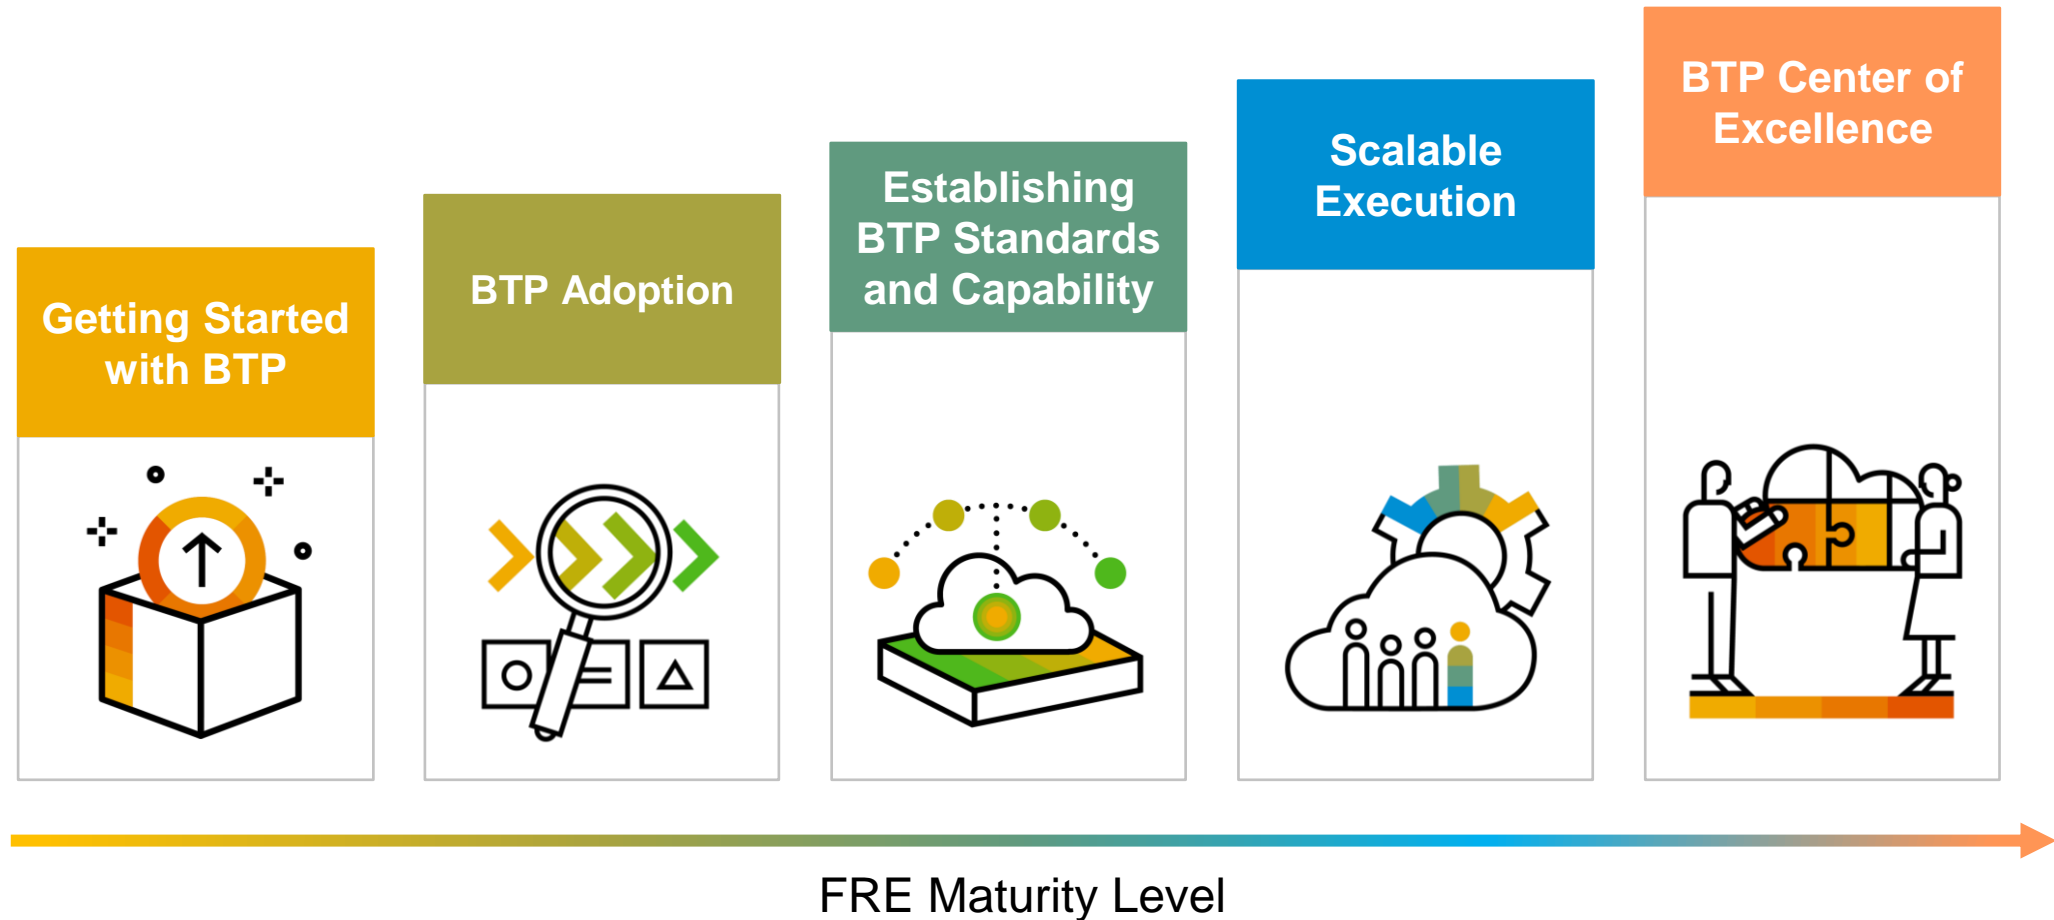 Getting Started
with BTP
BTP Adoption
Establishing
BTP Standards
and Capability
Scalable
Execution
BTP Center of
Excellence
FRE Maturity Level